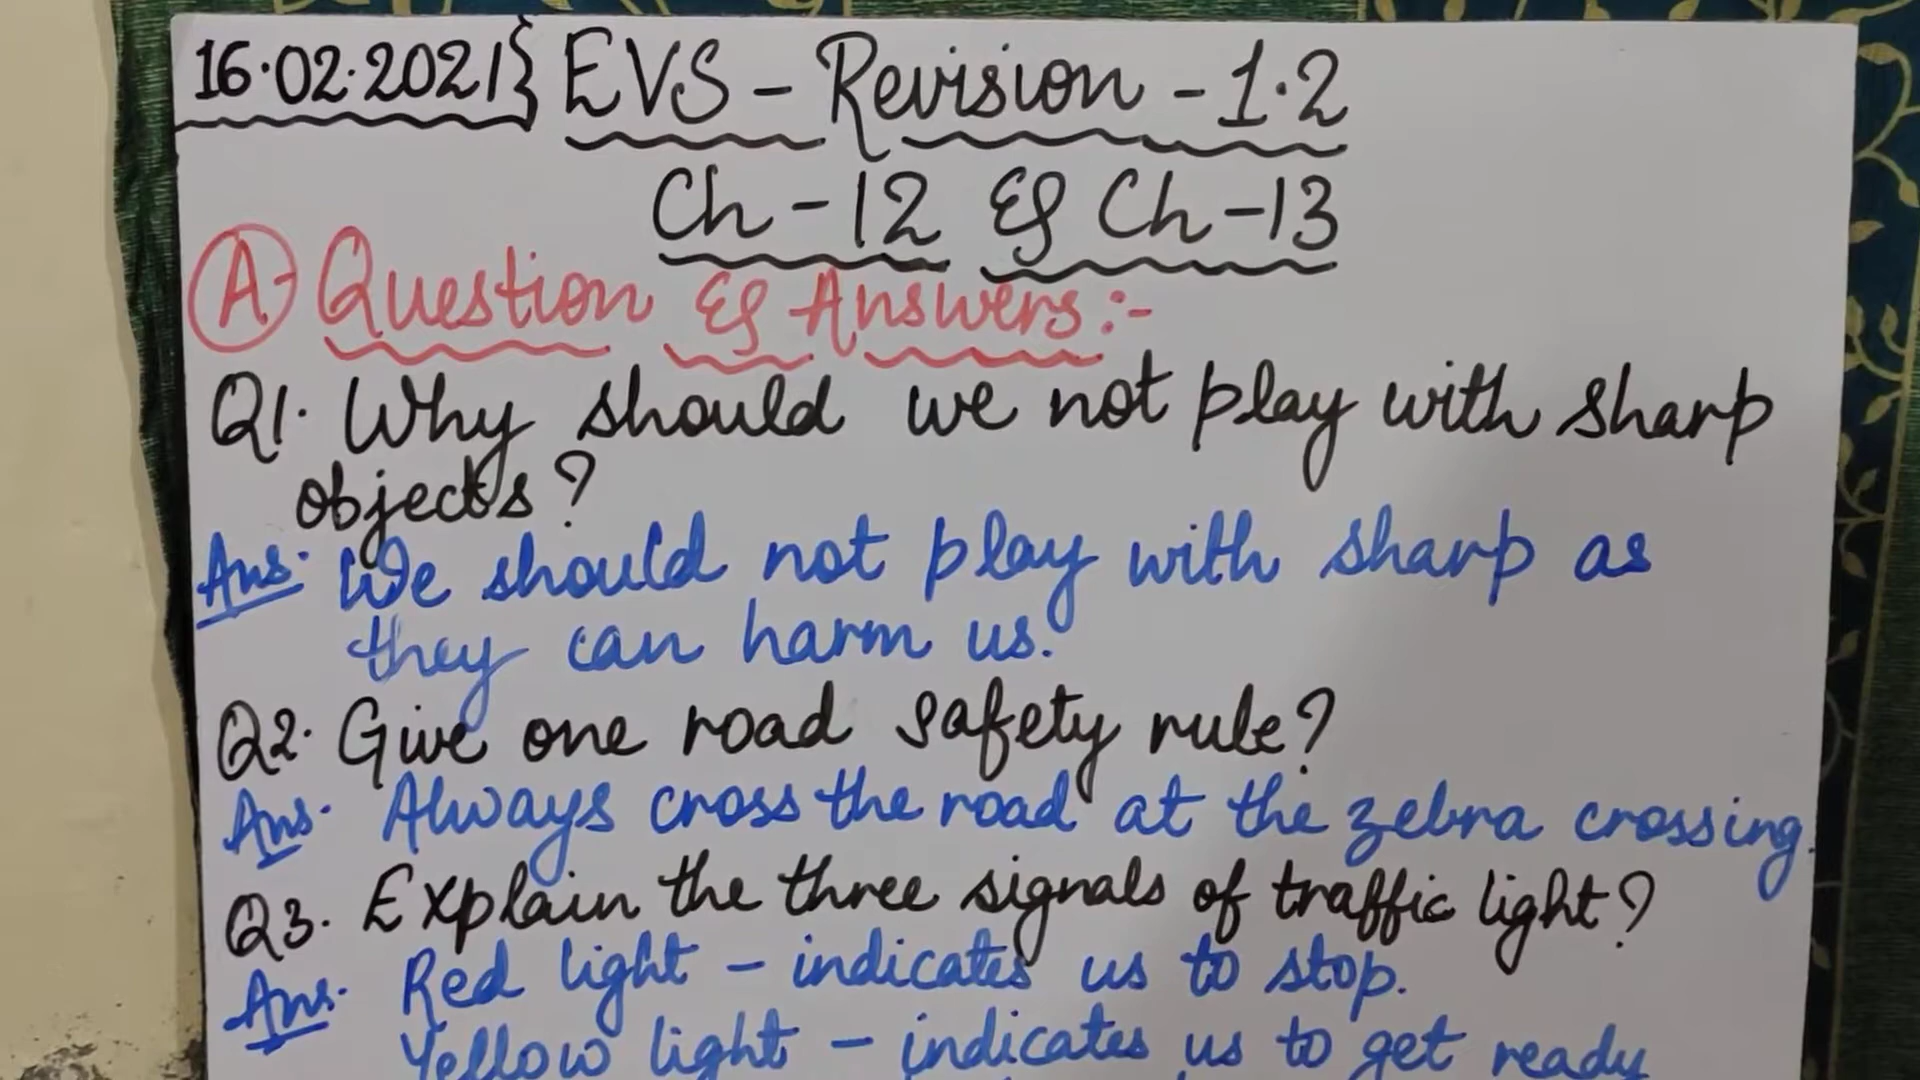 16.02.2021} EVS - Revision - 1.2
Ch - 12 & Ch - 13
A. Question & Answers :-
Q1. Why should we not play with sharp
objects?
Ans. We should not play with sharp as
they can harm us.
Q2. Give one road safety rule?
Ans. Always cross the road at the zebra crossing.
Q3. Explain the three signals of traffic light?
Ans. Red light - indicates us to stop.
Yellow light - indicates us to get ready